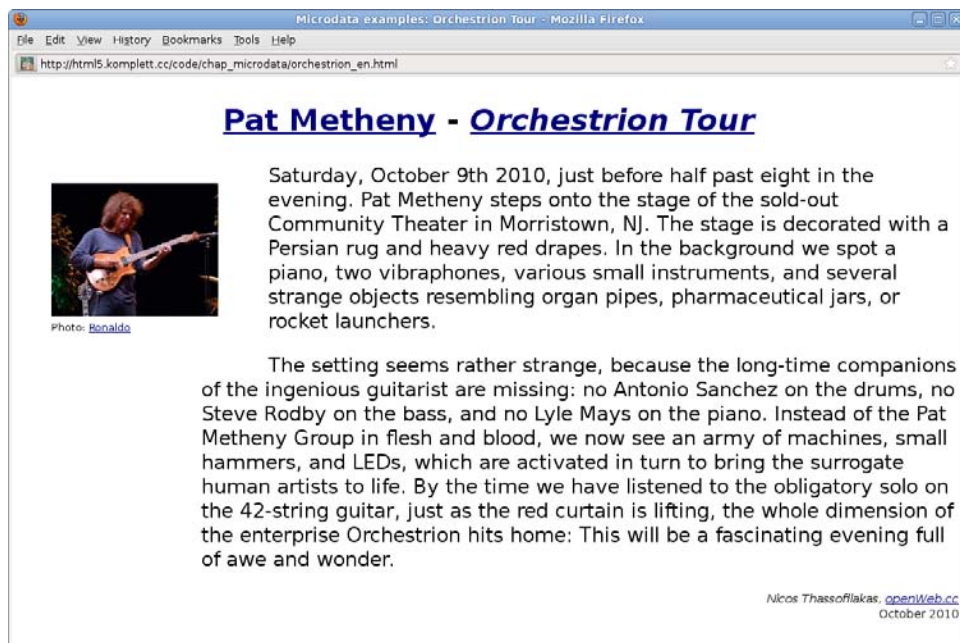 Microdata examples: Orchestrion Tour - Mozilla Firefox
File Edit View History Bookmarks Tools Help
http://html5.komplett.cc/code/chap_microdata/orchestrion_en.html
Pat Metheny - Orchestrion Tour
Saturday, October 9th 2010, just before half past eight in the
evening. Pat Metheny steps onto the stage of the sold-out
Community Theater in Morristown, NJ. The stage is decorated with a
Persian rug and heavy red drapes. In the background we spot a
piano, two vibraphones, various small instruments, and several
strange objects resembling organ pipes, pharmaceutical jars, or
rocket launchers.
Photo: Ronaldo
The setting seems rather strange, because the long-time companions
of the ingenious guitarist are missing: no Antonio Sanchez on the drums, no
Steve Rodby on the bass, and no Lyle Mays on the piano. Instead of the Pat
Metheny Group in flesh and blood, we now see an army of machines, small
hammers, and LEDs, which are activated in turn to bring the surrogate
human artists to life. By the time we have listened to the obligatory solo on
the 42-string guitar, just as the red curtain is lifting, the whole dimension of
the enterprise Orchestrion hits home: This will be a fascinating evening full
of awe and wonder.
Nicos Thassofilakas, openWeb.cc
October 2010